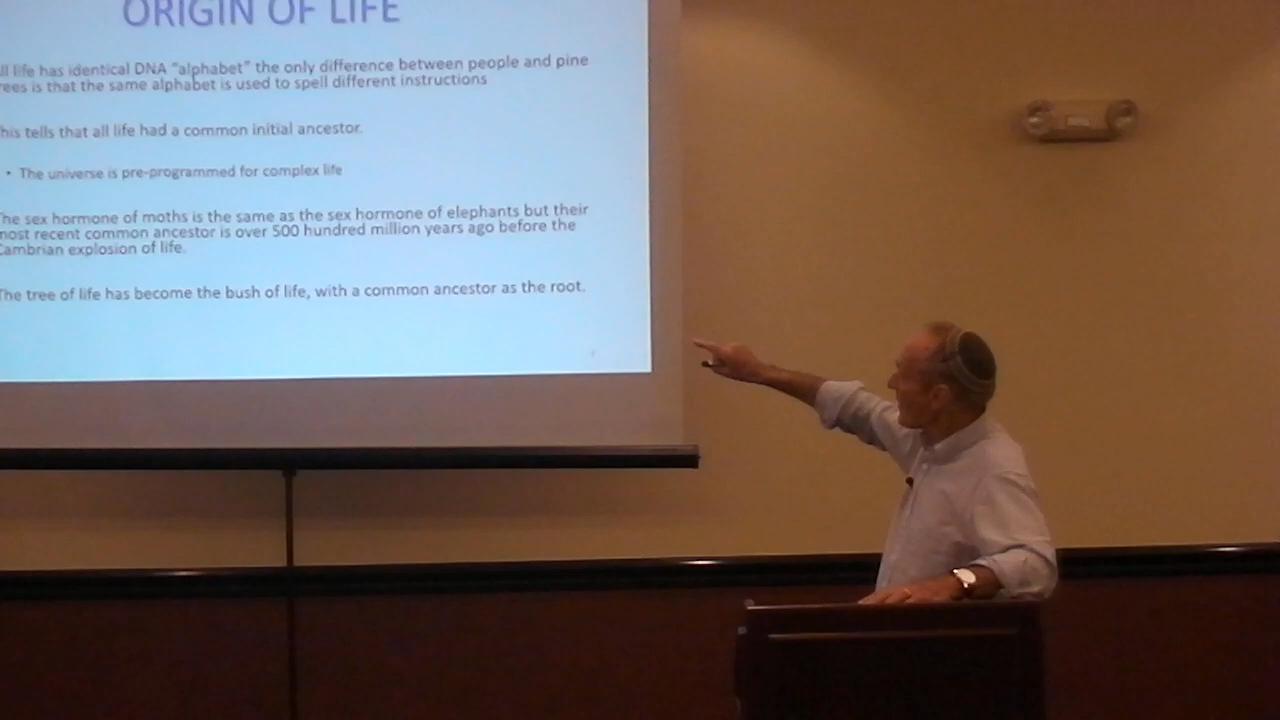 ORIGIN OF LIFE
ll life has identical DNA “alphabet” the only difference between people and pine
rees is that the same alphabet is used to spell different instructions
his tells that all life had a common initial ancestor.
• The universe is pre-programmed for complex life
The sex hormone of moths is the same as the sex hormone of elephants but their
most recent common ancestor is over 500 hundred million years ago before the
Cambrian explosion of life.
The tree of life has become the bush of life, with a common ancestor as the root.